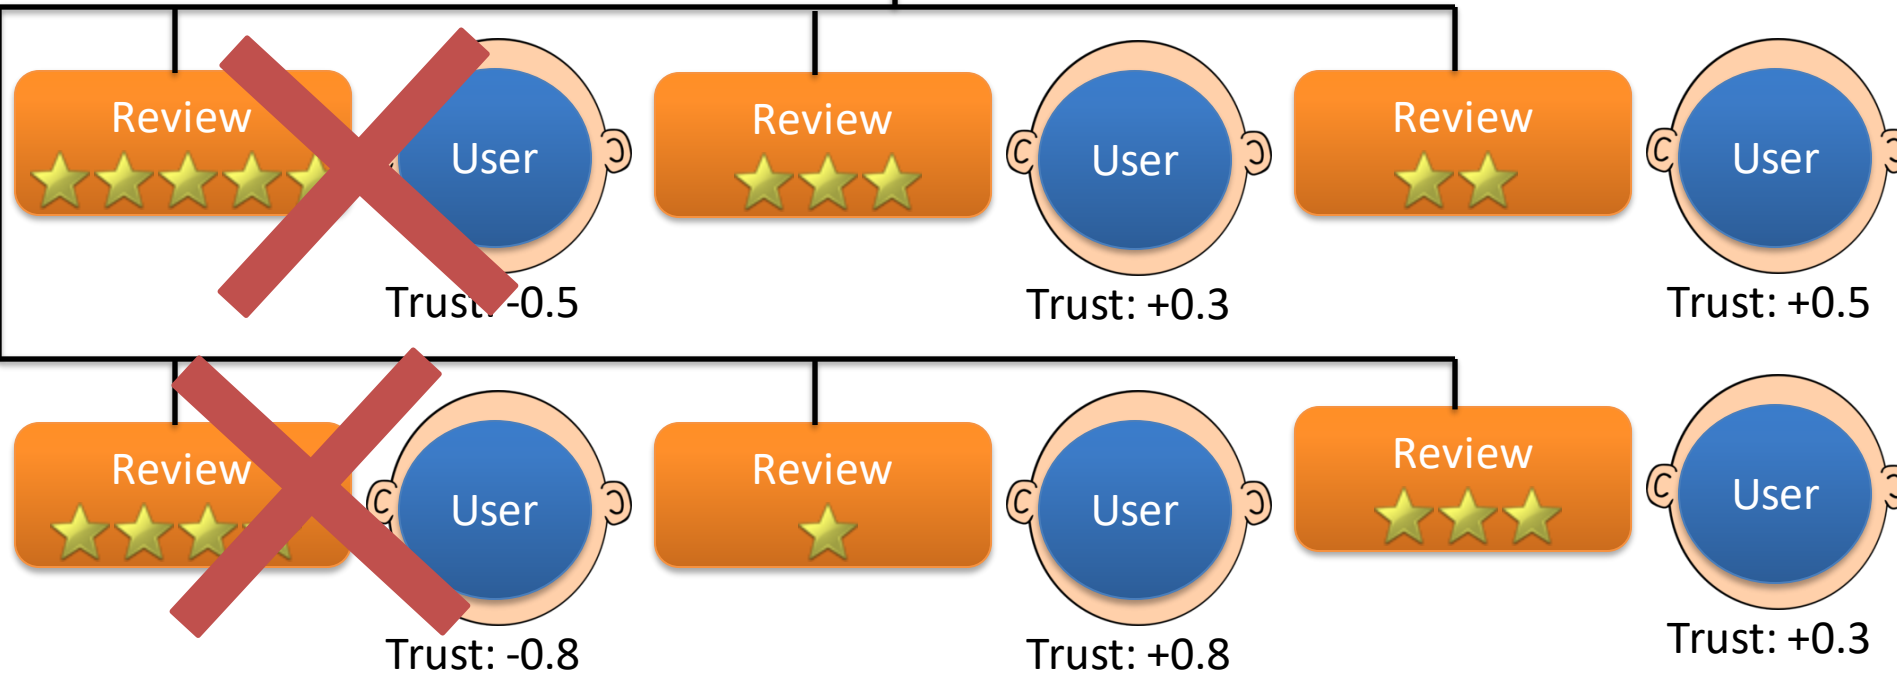 Review
User
Trust: -0.5
Review
User
Trust: +0.3
Review
User
Trust: +0.5
Review
User
Trust: -0.8
Review
User
Trust: +0.8
Review
User
Trust: +0.3